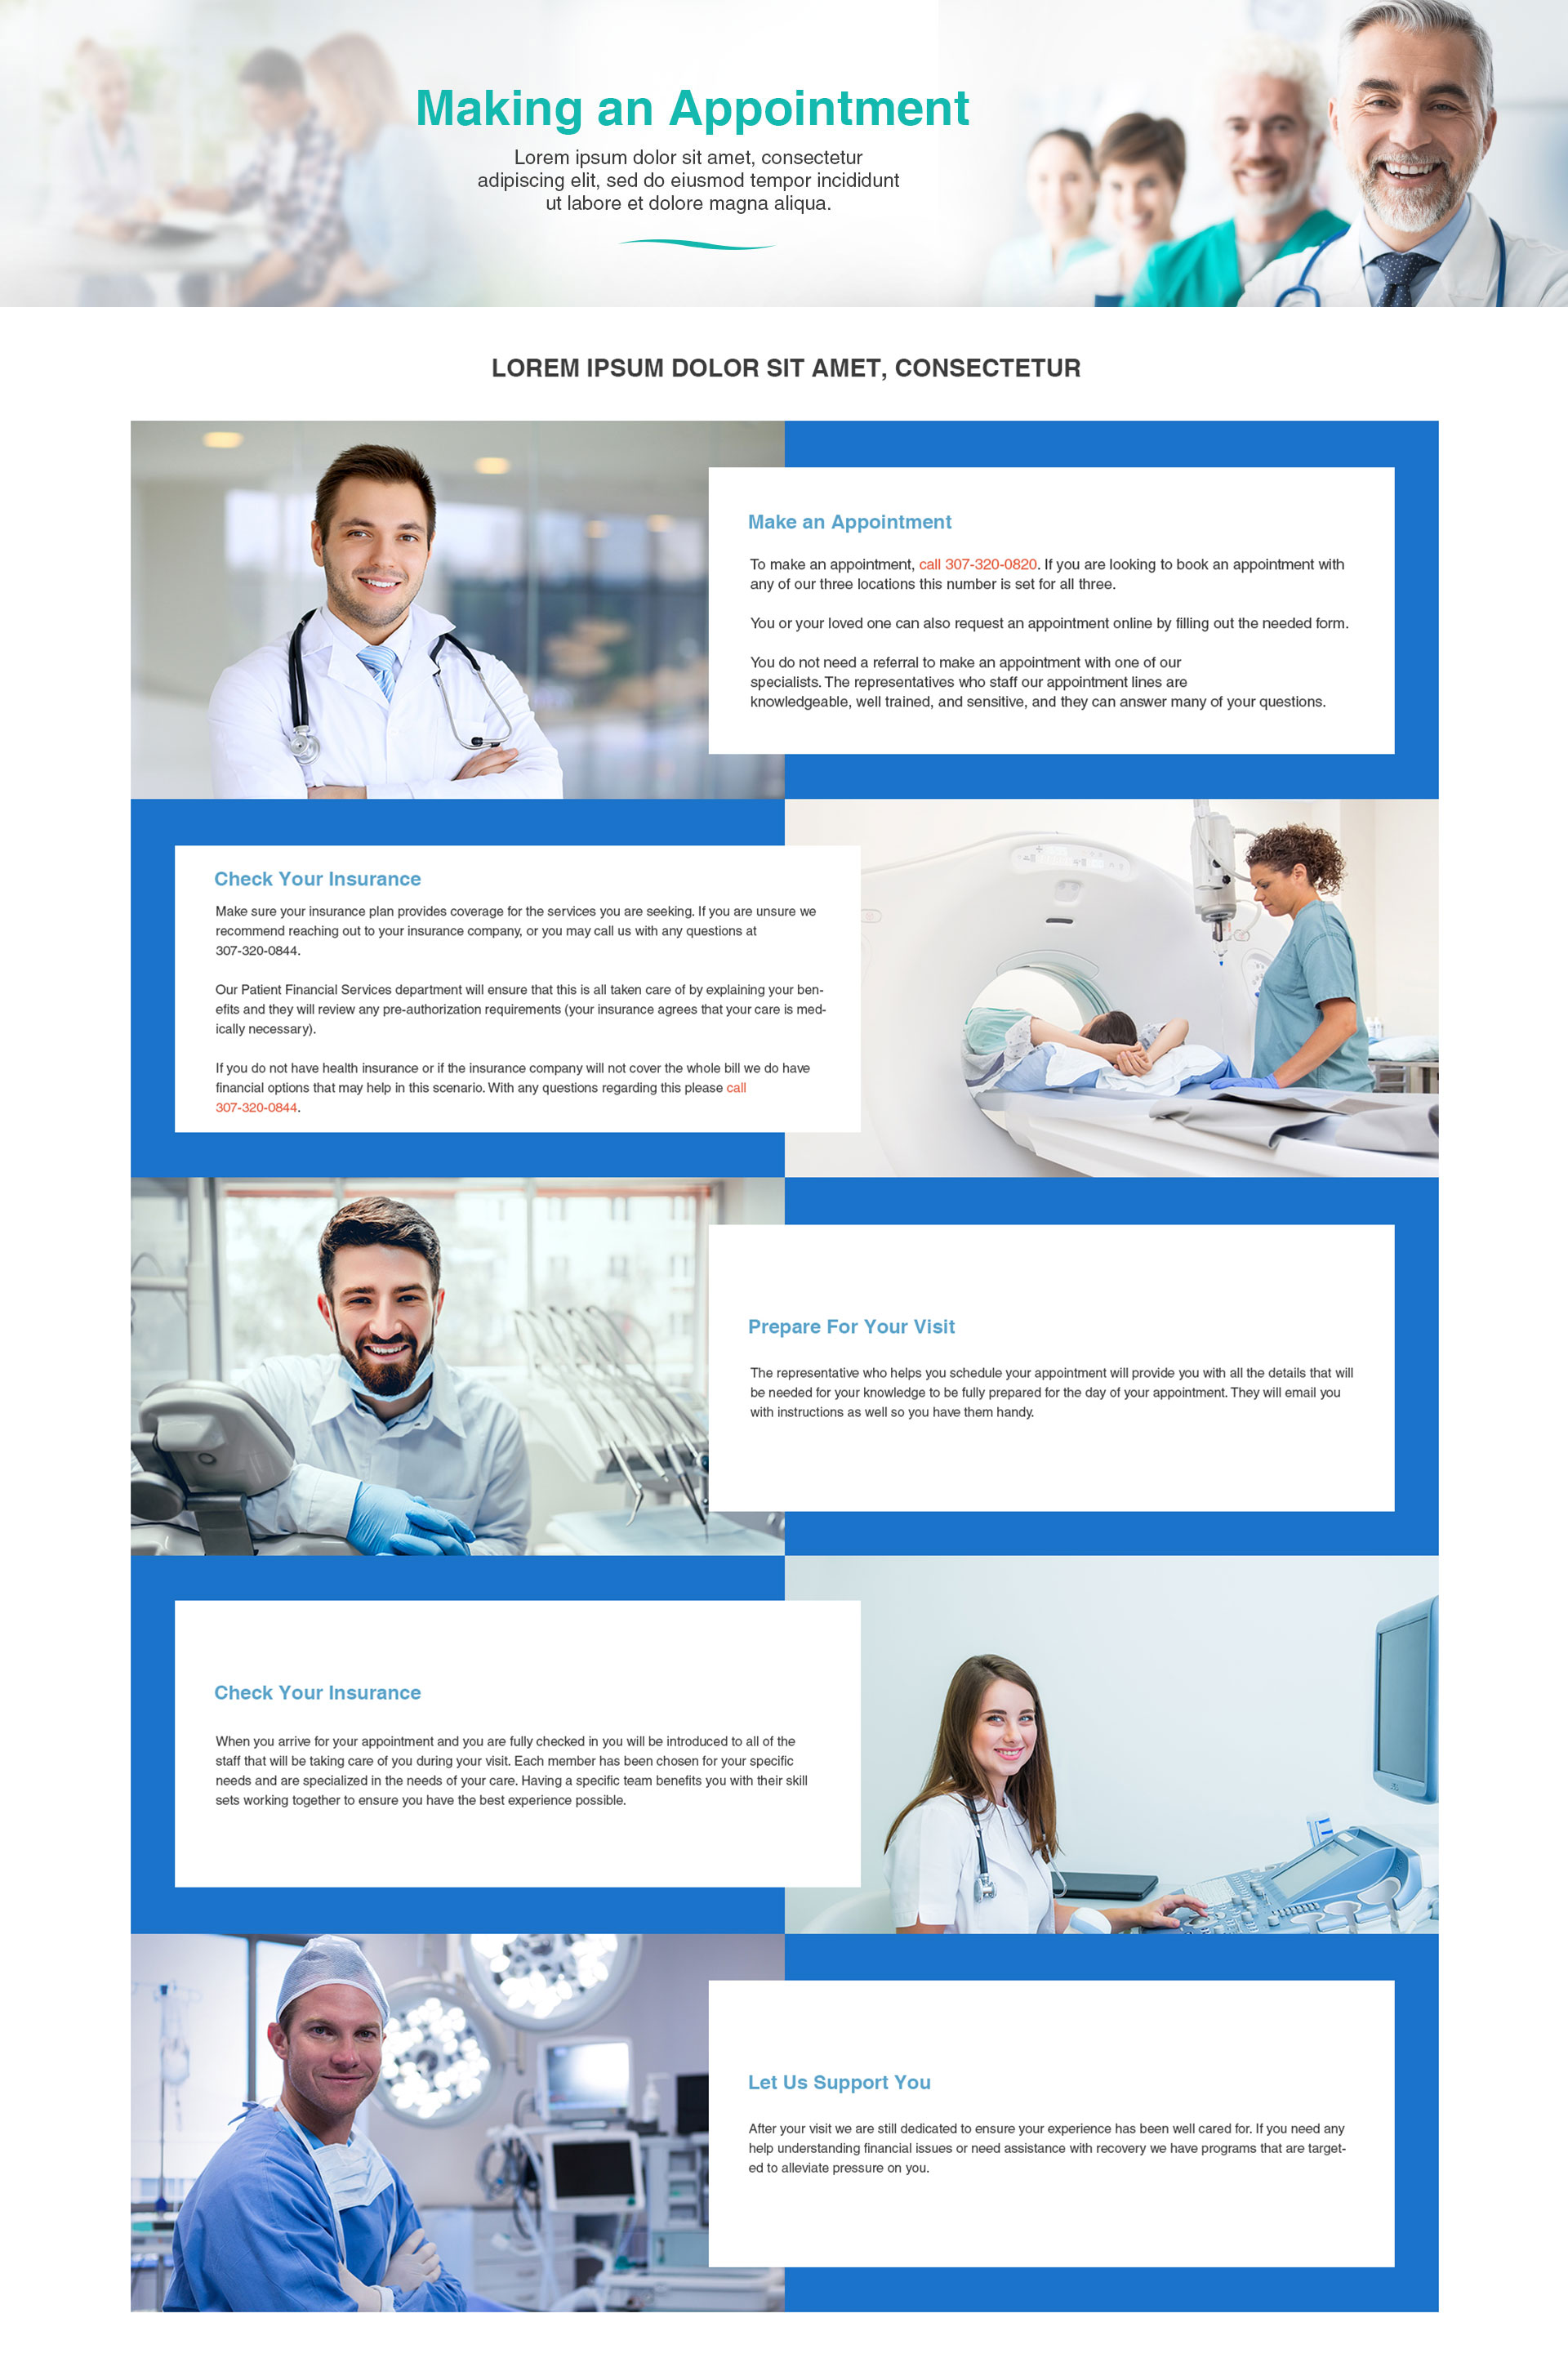 Making an Appointment
Lorem ipsum dolor sit amet, consectetur
adipiscing elit, sed do eiusmod tempor incididunt
ut labore et dolore magna aliqua.
LOREM IPSUM DOLOR SIT AMET, CONSECTETUR
Make an Appointment
To make an appointment, call 307-320-0820. If you are looking to book an appointment with
any of our three locations this number is set for all three.
You or your loved one can also request an appointment online by filling out the needed form.
You do not need a referral to make an appointment with one of our
specialists. The representatives who staff our appointment lines are
knowledgeable, well trained, and sensitive, and they can answer many of your questions.
Check Your Insurance
Make sure your insurance plan provides coverage for the services you are seeking. If you are unsure we
recommend reaching out to your insurance company, or you may call us with any questions at
307-320-0844.
Our Patient Financial Services department will ensure that this is all taken care of by explaining your ben-
efits and they will review any pre-authorization requirements (your insurance agrees that your care is med-
ically necessary).
If you do not have health insurance or if the insurance company will not cover the whole bill we do have
financial options that may help in this scenario. With any questions regarding this please call
307-320-0844.
Prepare For Your Visit
The representative who helps you schedule your appointment will provide you with all the details that will
be needed for your knowledge to be fully prepared for the day of your appointment. They will email you
with instructions as well so you have them handy.
Check Your Insurance
When you arrive for your appointment and you are fully checked in you will be introduced to all of the
staff that will be taking care of you during your visit. Each member has been chosen for your specific
needs and are specialized in the needs of your care. Having a specific team benefits you with their skill
sets working together to ensure you have the best experience possible.
Let Us Support You
After your visit we are still dedicated to ensure your experience has been well cared for. If you need any
help understanding financial issues or need assistance with recovery we have programs that are target-
ed to alleviate pressure on you.